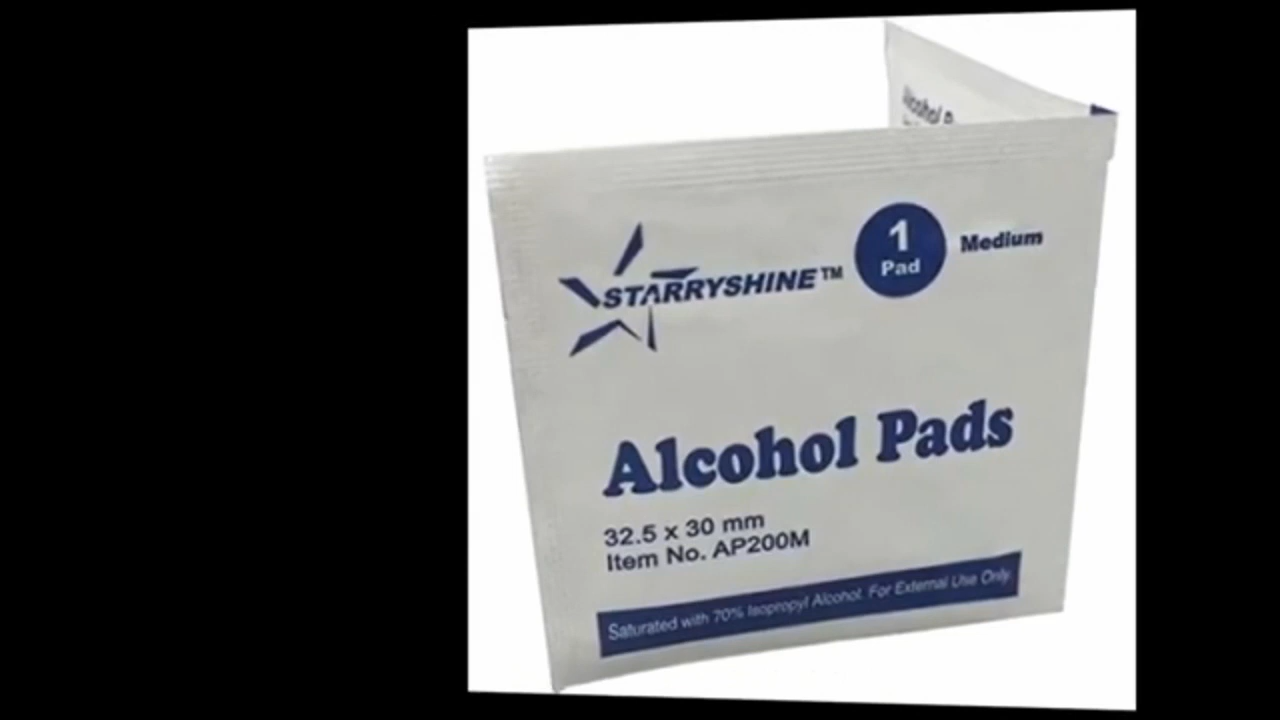 Alcohol P
STARRYSHINE™
1
Pad
Medium
Alcohol Pads
32.5 x 30 mm
Item No. AP200M
Saturated with 70% Isopropyl Alcohol. For External Use Only.